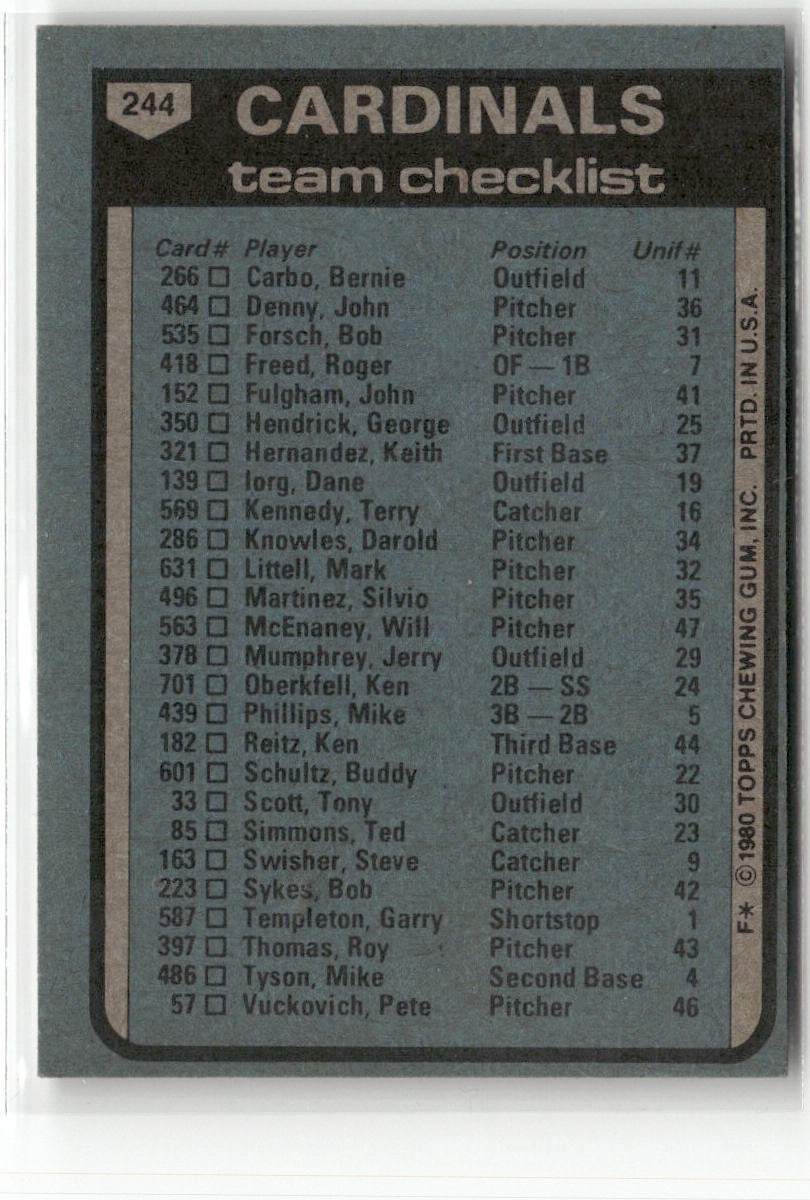 244 CARDINALS
team checklist
Card# Player Position Unif#
266 □ Carbo, Bernie Outfield 11
464 □ Denny, John Pitcher 36
535 □ Forsch, Bob Pitcher 31
418 □ Freed, Roger OF — 1B 7
152 □ Fulgham, John Pitcher 41
350 □ Hendrick, George Outfield 25
321 □ Hernandez, Keith First Base 37
139 □ Iorg, Dane Outfield 19
569 □ Kennedy, Terry Catcher 16
286 □ Knowles, Darold Pitcher 34
631 □ Littell, Mark Pitcher 32
496 □ Martinez, Silvio Pitcher 35
563 □ McEnaney, Will Pitcher 47
378 □ Mumphrey, Jerry Outfield 29
701 □ Oberkfell, Ken 2B — SS 24
439 □ Phillips, Mike 3B — 2B 5
182 □ Reitz, Ken Third Base 44
601 □ Schultz, Buddy Pitcher 22
33 □ Scott, Tony Outfield 30
85 □ Simmons, Ted Catcher 23
163 □ Swisher, Steve Catcher 9
223 □ Sykes, Bob Pitcher 42
587 □ Templeton, Garry Shortstop 1
397 □ Thomas, Roy Pitcher 43
486 □ Tyson, Mike Second Base 4
57 □ Vuckovich, Pete Pitcher 46
F* ©1980 TOPPS CHEWING GUM, INC. PRTD. IN U.S.A.